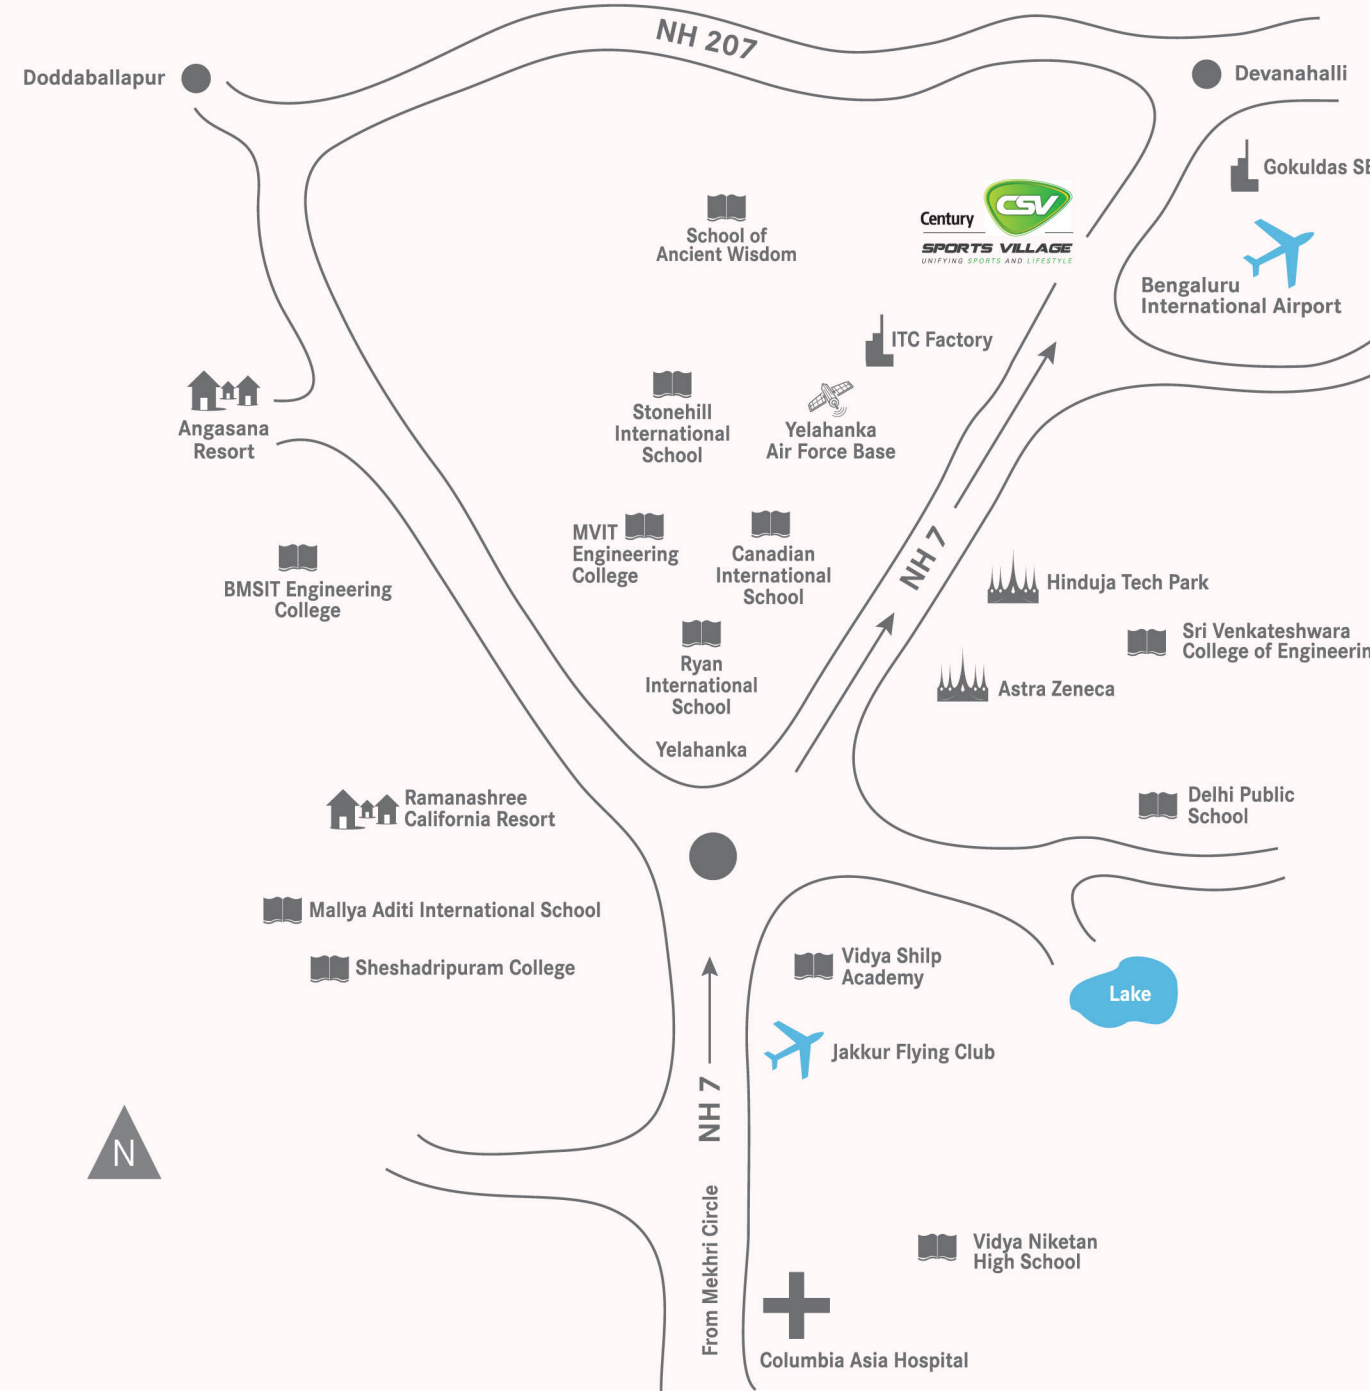 NH 207
Doddaballapur
Devanahalli
Gokuldas
School of
Ancient Wisdom
Century
CSV
SPORTS VILLAGE
UNIFYING SPORTS AND LIFESTYLE
Bengaluru
International Airport
ITC Factory
Angasana
Resort
Stonehill
International
School
Yelahanka
Air Force Base
MVIT
Engineering
College
Canadian
International
School
NH 7
BMSIT Engineering
College
Hinduja Tech Park
Sri Venkateshwara
College of
Ryan
International
School
Astra Zeneca
Yelahanka
Ramanashree
California Resort
Delhi Public
School
Mallya Aditi International School
Sheshadripuram College
Vidya Shilp
Academy
Lake
Jakkur Flying Club
NH 7
N
From Mekhri Circle
Vidya Niketan
High School
Columbia Asia Hospital